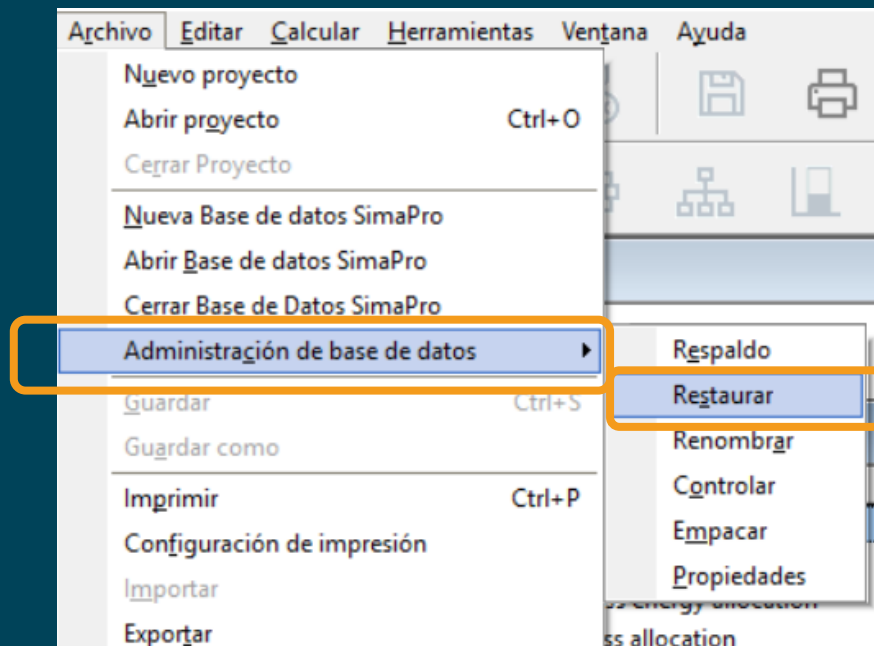 Archivo Editar Calcular Herramientas Ventana Ayuda
Nuevo proyecto
Abrir proyecto Ctrl+O
Cerrar Proyecto
Nueva Base de datos SimaPro
Abrir Base de datos SimaPro
Cerrar Base de Datos SimaPro
Administración de base de datos
Guardar Ctrl+S
Guardar como
Imprimir Ctrl+P
Configuración de impresión
Importar
Exportar
Respaldo
Restaurar
Renombrar
Controlar
Empacar
Propiedades
energy allocation
ss allocation